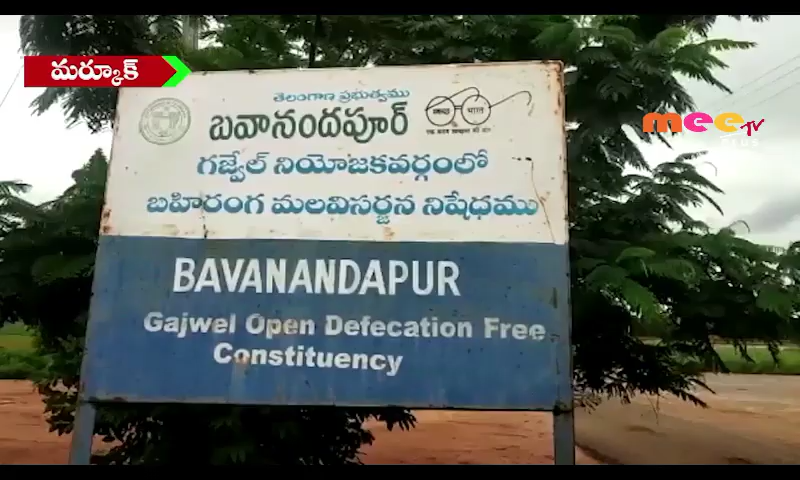 మర్కూక్
mee TV
PLUS
తెలంగాణ ప్రభుత్వము
బవానందపూర్
గజ్వేల్ నియోజకవర్గంలో
బహిరంగ మలవిసర్జన నిషేధము
BAVANANDAPUR
Gajwel Open Defecation Free
Constituency